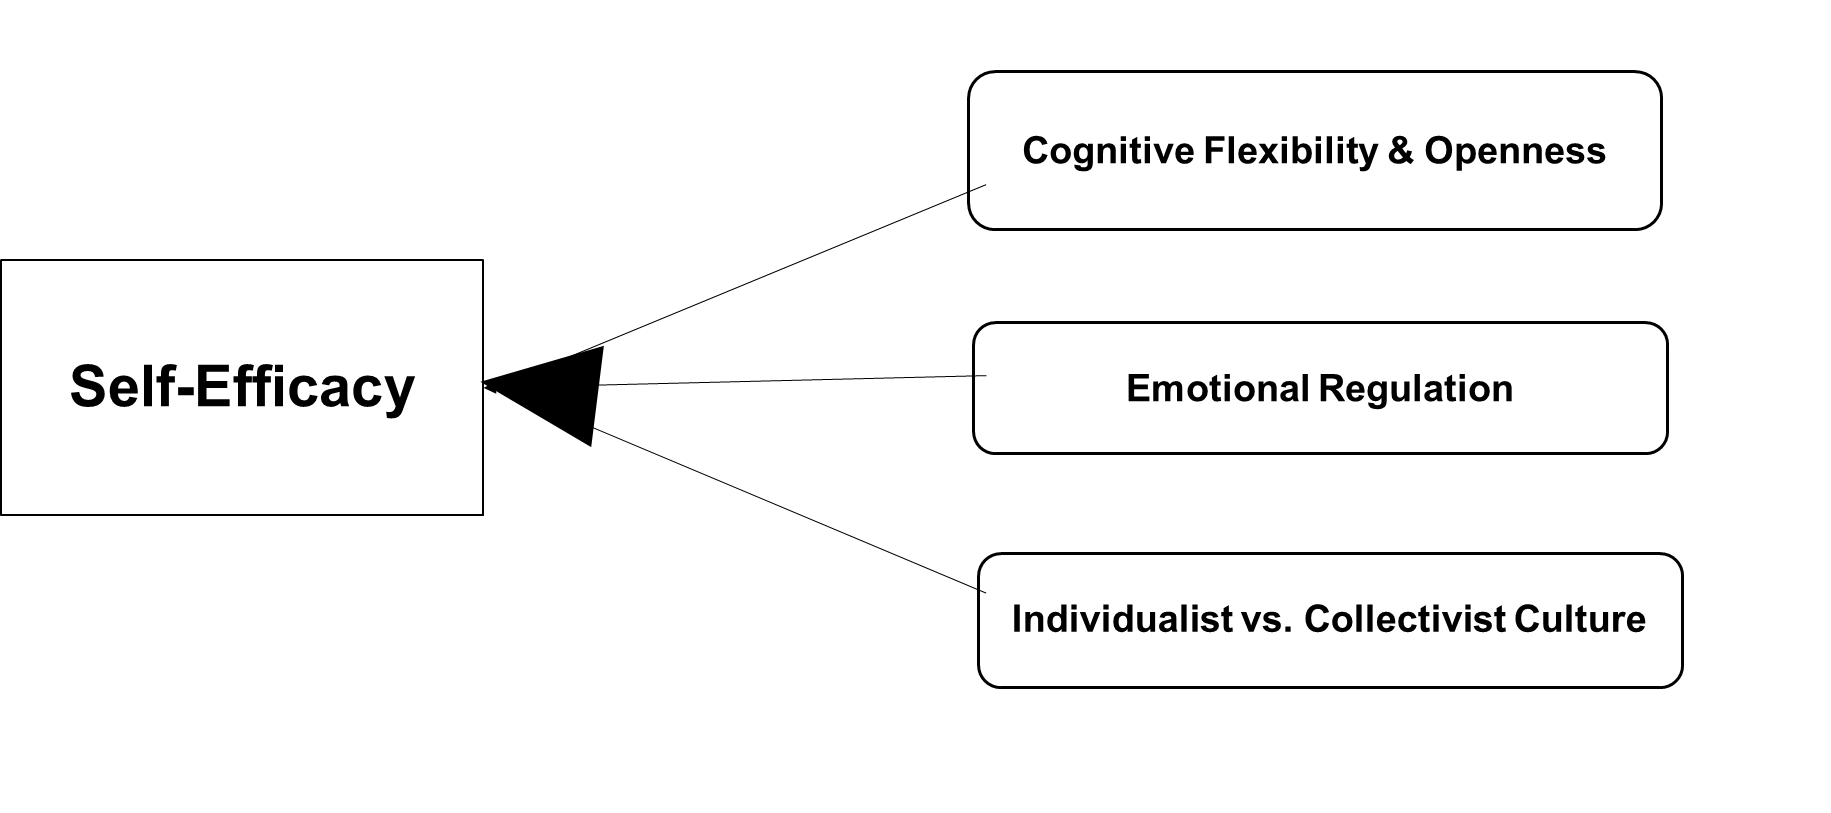 Cognitive Flexibility & Openness
Self-Efficacy
Emotional Regulation
Individualist vs. Collectivist Culture